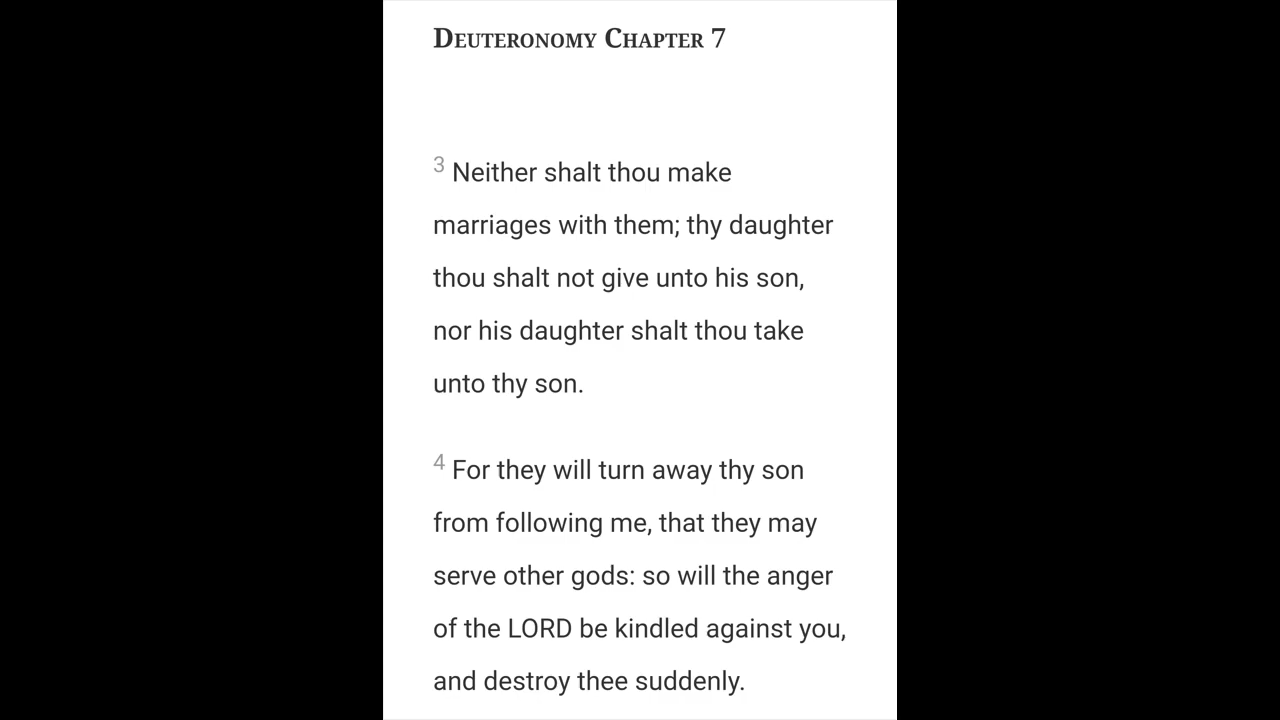 Deuteronomy Chapter 7
3 Neither shalt thou make
marriages with them; thy daughter
thou shalt not give unto his son,
nor his daughter shalt thou take
unto thy son.
4 For they will turn away thy son
from following me, that they may
serve other gods: so will the anger
of the LORD be kindled against you,
and destroy thee suddenly.